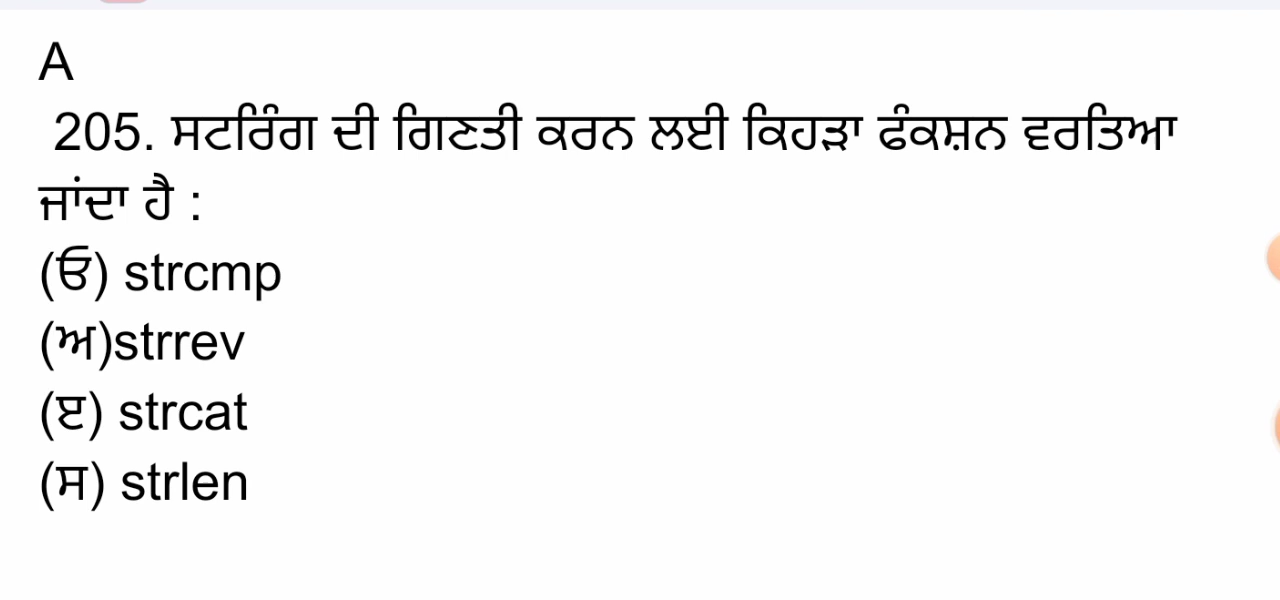 A
205. ਸਟਰਿੰਗ ਦੀ ਗਿਣਤੀ ਕਰਨ ਲਈ ਕਿਹੜਾ ਫੰਕਸ਼ਨ ਵਰਤਿਆ
ਜਾਂਦਾ ਹੈ :
(ੳ) strcmp
(ਅ)strrev
(ੲ) strcat
(ਸ) strlen